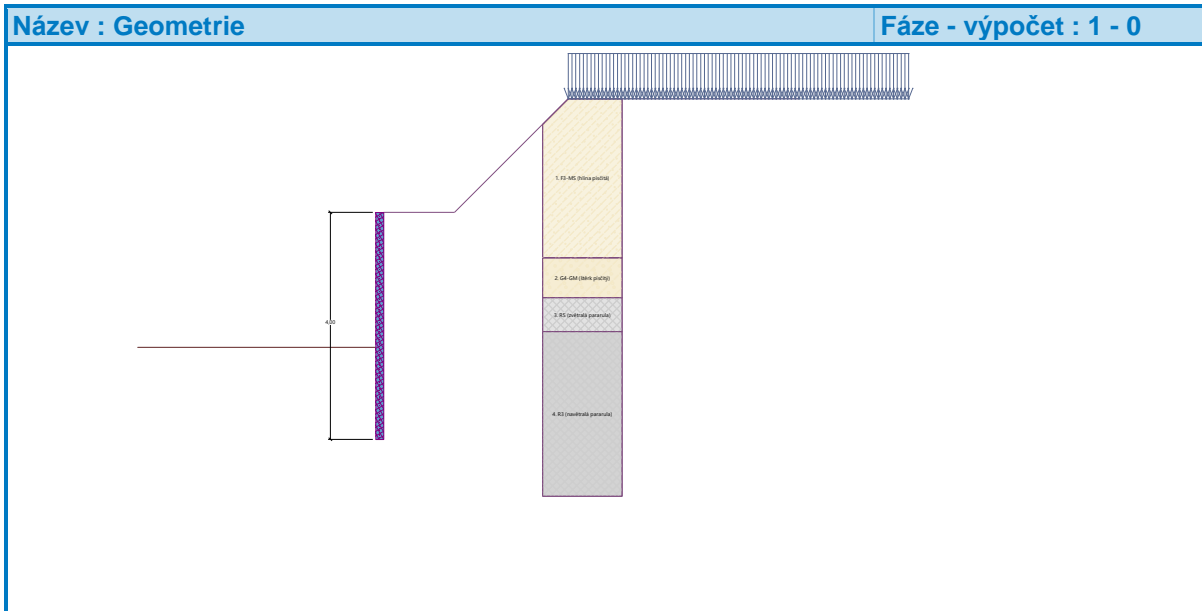 Název : Geometrie
Fáze - výpočet : 1 - 0
1. F3-MS (hlína písčitá)
2. G4-GM (štěrk písčitý)
3. R5 (zvětralá pararula)
4,00
4. R3 (navětralá pararula)